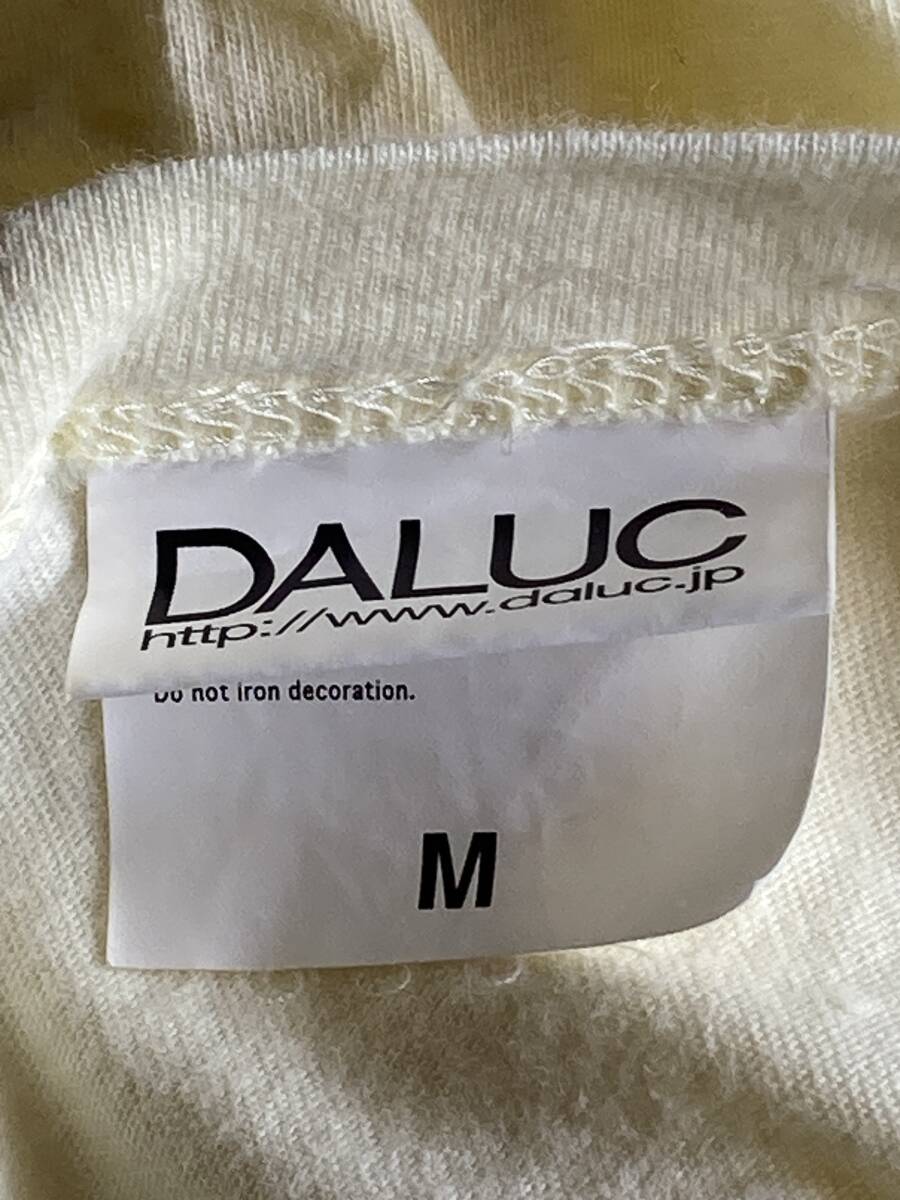 DALUC
http://www.daluc.jp
Do not iron decoration.
M